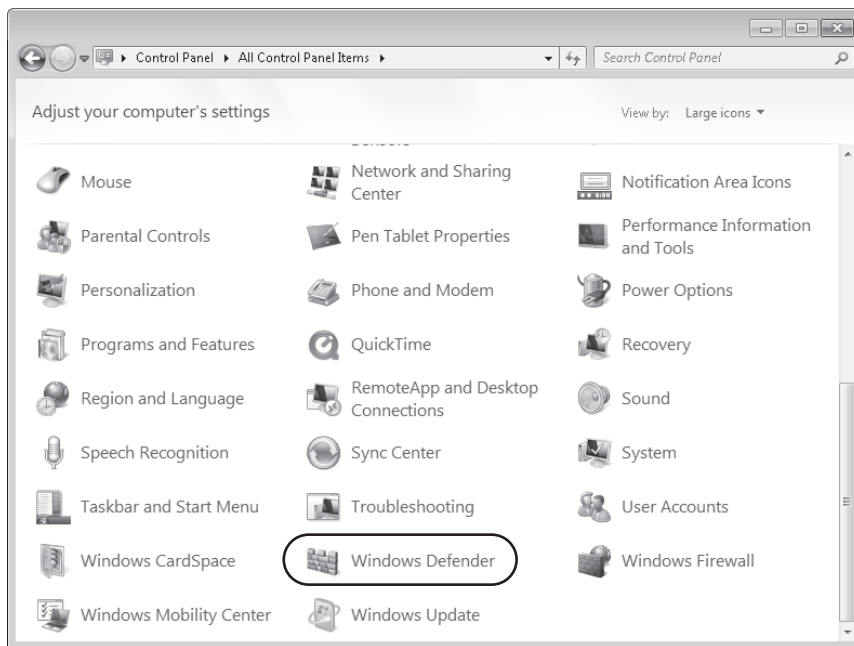 Control Panel ▸ All Control Panel Items ▸
Search Control Panel
Adjust your computer's settings
View by: Large icons
Mouse
Network and Sharing
Center
Notification Area Icons
Parental Controls
Pen Tablet Properties
Performance Information
and Tools
Personalization
Phone and Modem
Power Options
Programs and Features
QuickTime
Recovery
Region and Language
RemoteApp and Desktop
Connections
Sound
Speech Recognition
Sync Center
System
Taskbar and Start Menu
Troubleshooting
User Accounts
Windows CardSpace
Windows Defender
Windows Firewall
Windows Mobility Center
Windows Update